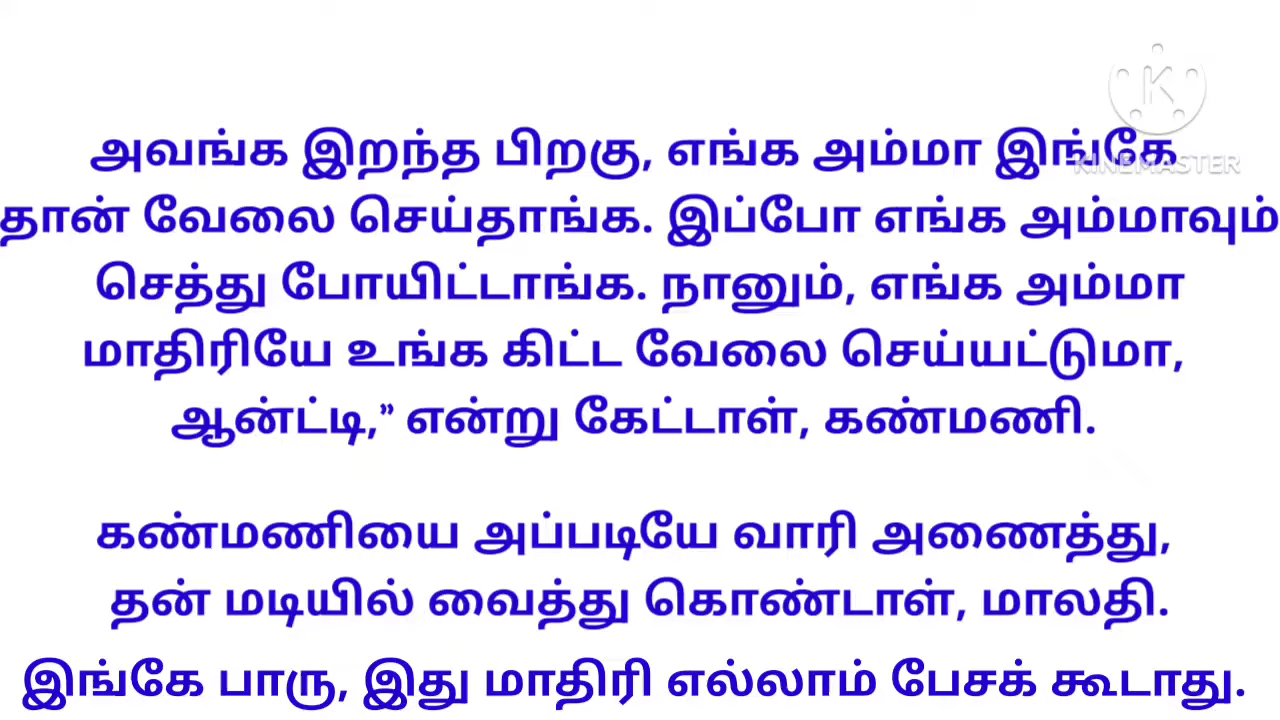 அவங்க இறந்த பிறகு, எங்க அம்மா இங்கே
தான் வேலை செய்தாங்க. இப்போ எங்க அம்மாவும்
செத்து போயிட்டாங்க. நானும், எங்க அம்மா
மாதிரியே உங்க கிட்ட வேலை செய்யட்டுமா,
ஆன்ட்டி,” என்று கேட்டாள், கண்மணி.
கண்மணியை அப்படியே வாரி அணைத்து,
தன் மடியில் வைத்து கொண்டாள், மாலதி.
இங்கே பாரு, இது மாதிரி எல்லாம் பேசக் கூடாது.
K
KINEMASTER